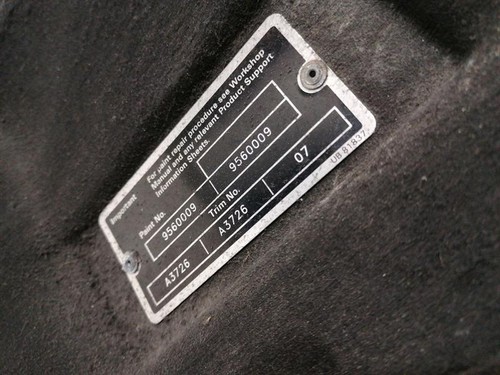 Important
For paint repair procedure see Workshop
Manual and any relevant Product Support
Information Sheets.
Paint No.
9560009 9560009
Trim No.
A3726 A3726 07
UB 81837